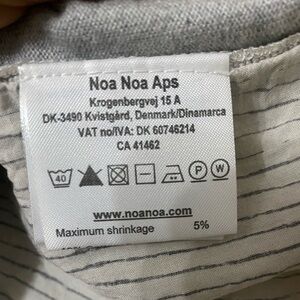 Noa Noa Aps
Krogenbergvej 15 A
DK-3490 Kvistgård, Denmark/Dinamarca
VAT no/IVA: DK 60746214
CA 41462
40 P W
www.noanoa.com
Maximum shrinkage 5%